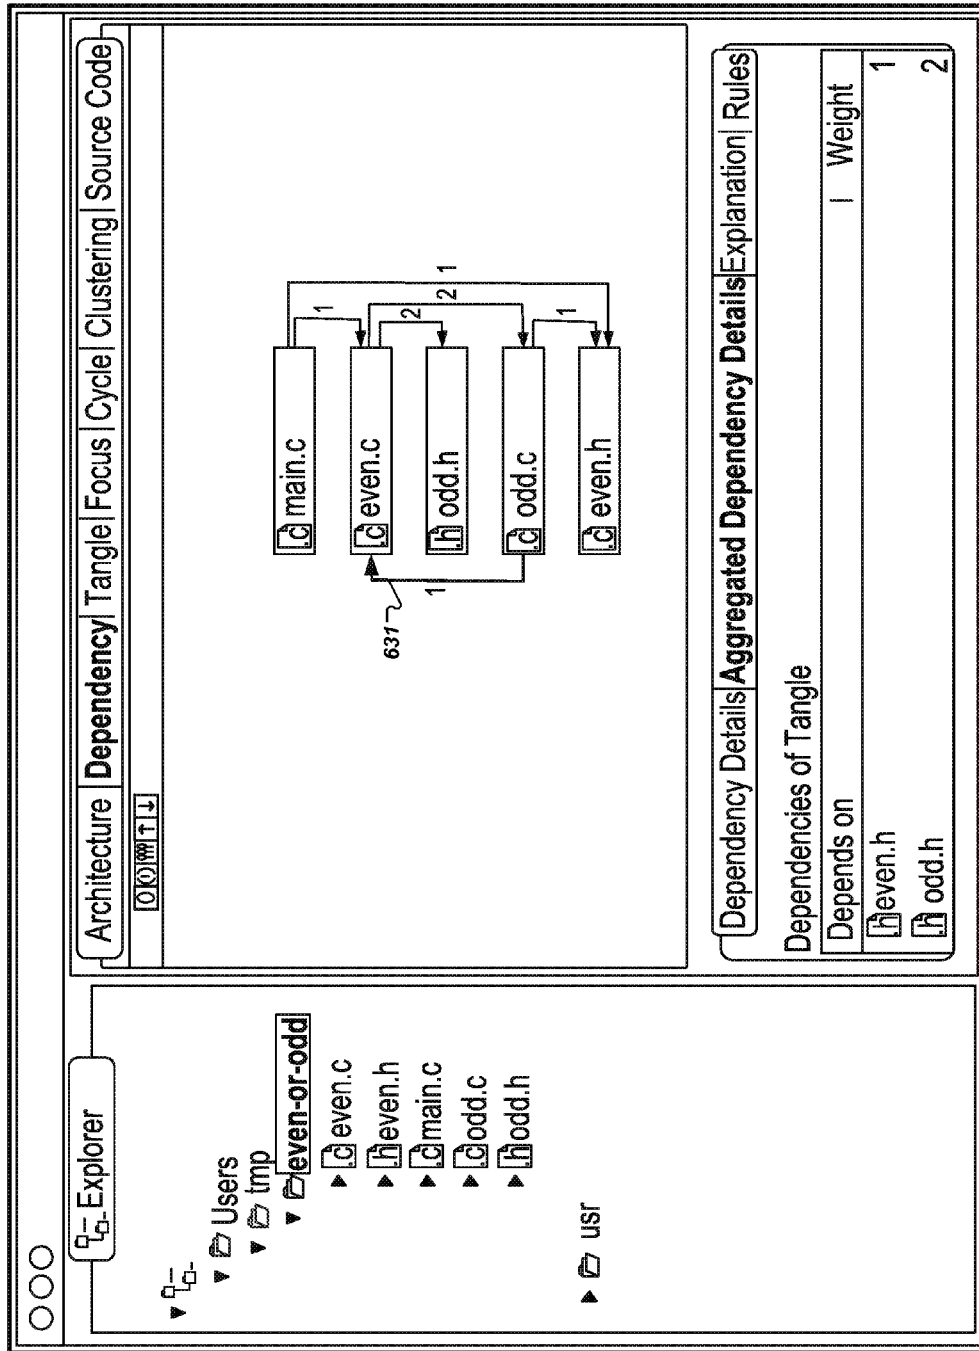 Explorer
Users
tmp
even-or-odd
.c even.c
.h even.h
.c main.c
.c odd.c
.h odd.h
usr
Architecture | Dependency | Tangle | Focus | Cycle | Clustering | Source Code
.c main.c
.c even.c
.h odd.h
.c odd.c
.c even.h
1
2
2
1
1
1
631
Dependency Details | Aggregated Dependency Details | Explanation | Rules
Dependencies of Tangle
Depends on | Weight
.h even.h 1
.h odd.h 2